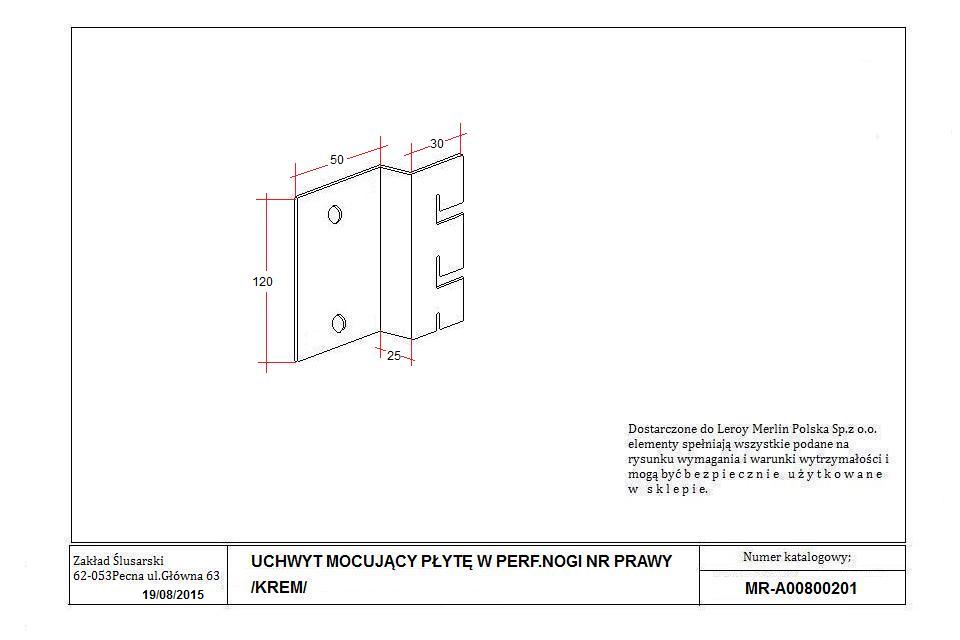 50
30
120
25
Dostarczone do Leroy Merlin Polska Sp.z o.o.
elementy spełniają wszystkie podane na
rysunku wymagania i warunki wytrzymałości i
mogą być b e z p i e c z n i e u ż y t k o w a n e
w s k l e p i e.
Zakład Ślusarski
62-053Pecna ul.Główna 63
19/08/2015
UCHWYT MOCUJĄCY PŁYTĘ W PERF.NOGI NR PRAWY
/KREM/
Numer katalogowy;
MR-A00800201